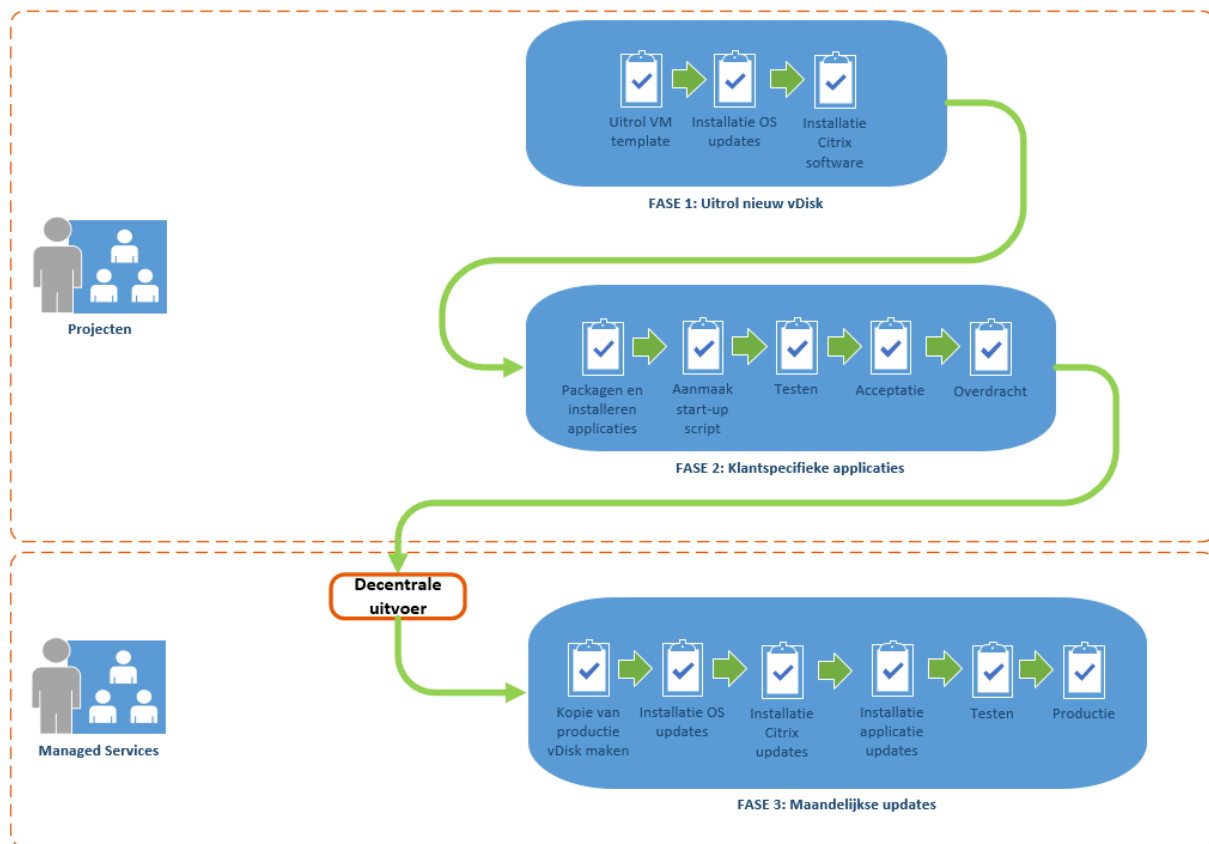 Uitrol VM
template
Installatie OS
updates
Installatie
Citrix
software
FASE 1: Uitrol nieuw vDisk
Projecten
Packagen en
installeren
applicaties
Aanmaak
start-up
script
Testen
Acceptatie
Overdracht
FASE 2: Klantspecifieke applicaties
Decentrale
uitvoer
Managed Services
Kopie van
productie
vDisk maken
Installatie OS
updates
Installatie
Citrix
updates
Installatie
applicatie
updates
Testen
Productie
FASE 3: Maandelijkse updates